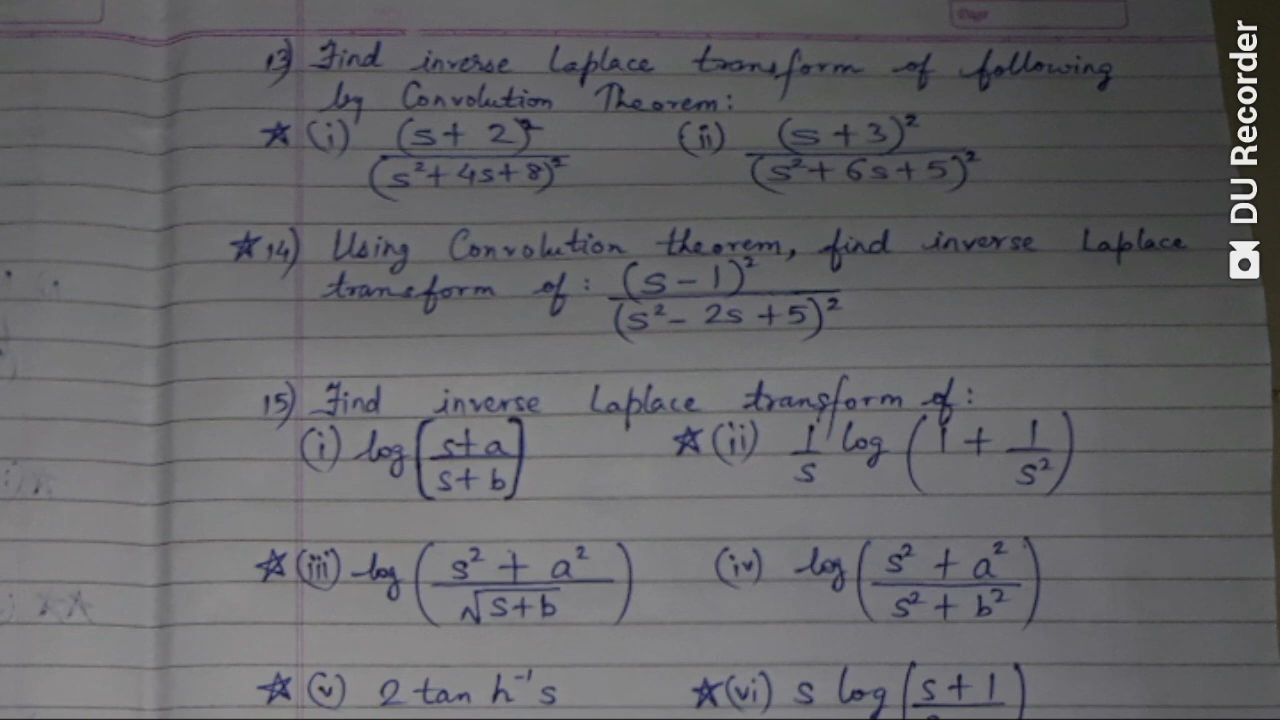 Page
13) Find inverse Laplace transform of following
by Convolution Theorem:
☆ (i) (s + 2)² / (s² + 4s + 8)² (ii) (s + 3)² / (s² + 6s + 5)²
☆ 14) Using Convolution theorem, find inverse Laplace
transform of: (s - 1)² / (s² - 2s + 5)²
15) Find inverse Laplace transform of:
(i) log [s+a / s+b] ☆ (ii) 1/s log (1 + 1/s²)
☆ (iii) log (s² + a² / √s+b) (iv) log (s² + a² / s² + b²)
☆ (v) 2 tan h⁻¹ s ☆ (vi) s log (s + 1
DU Recorder